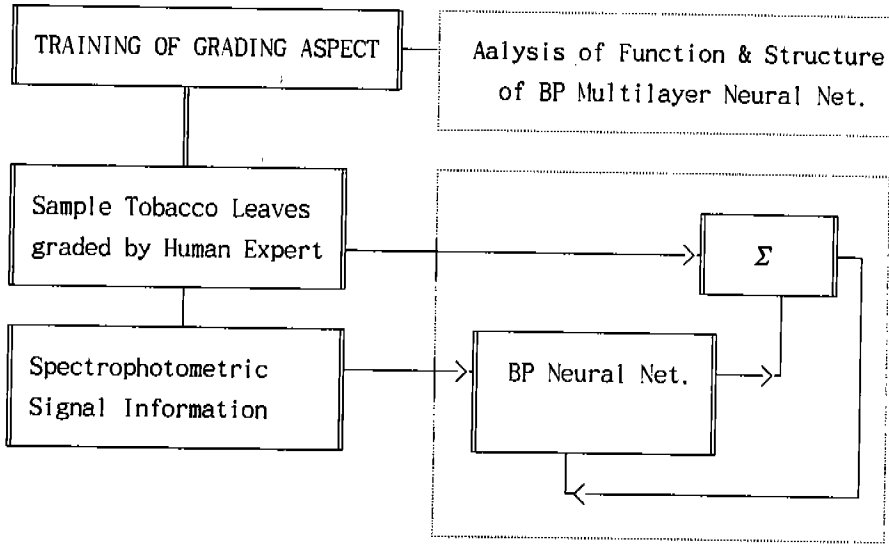 TRAINING OF GRADING ASPECT
Aalysis of Function & Structure
of BP Multilayer Neural Net.
Sample Tobacco Leaves
graded by Human Expert
Σ
Spectrophotometric
Signal Information
BP Neural Net.